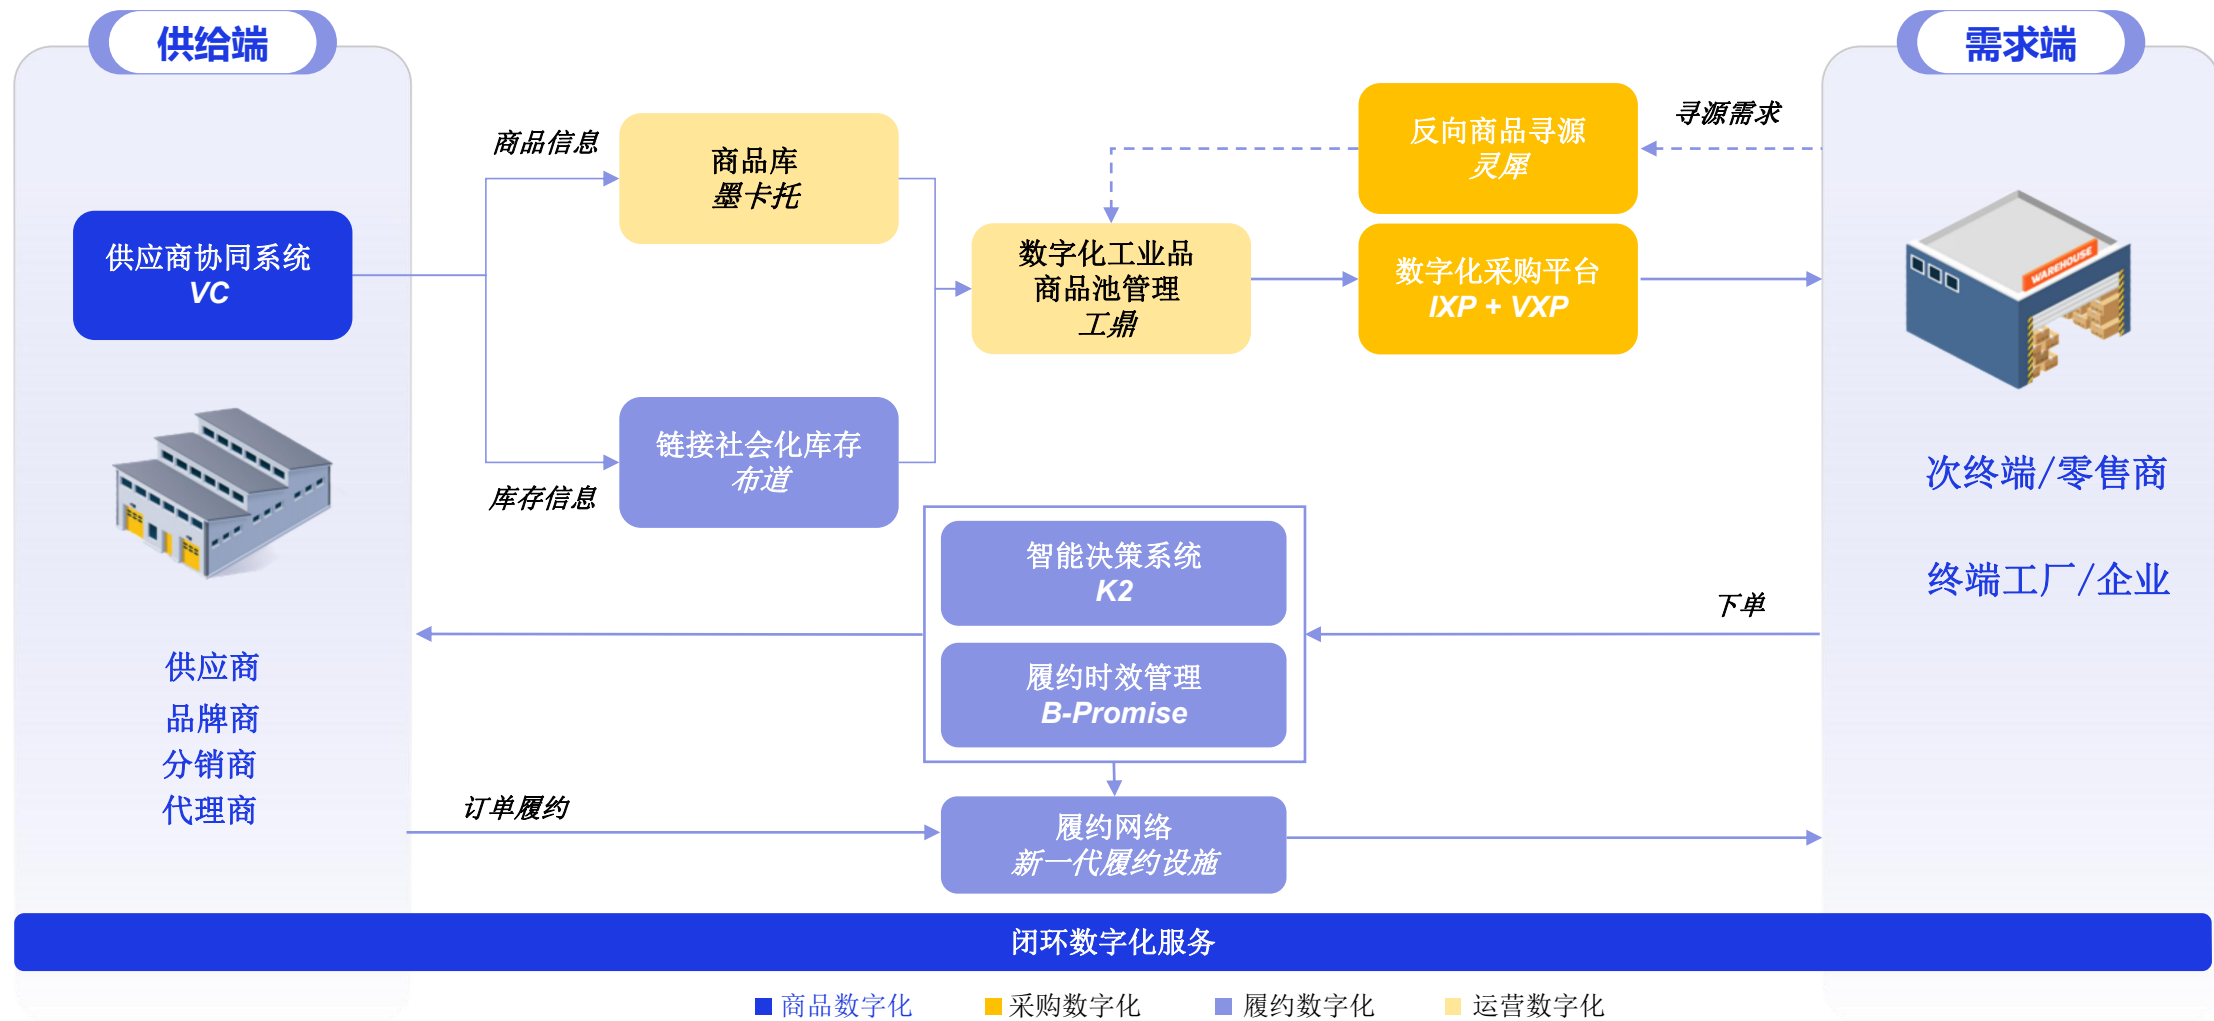 供给端
需求端
供应商协同系统
VC
供应商
品牌商
分销商
代理商
商品信息
商品库
墨卡托
库存信息
链接社会化库存
布道
数字化工业品
商品池管理
工鼎
反向商品寻源
灵犀
寻源需求
数字化采购平台
IXP + VXP
WAREHOUSE
次终端/零售商
终端工厂/企业
智能决策系统
K2
履约时效管理
B-Promise
下单
订单履约
履约网络
新一代履约设施
闭环数字化服务
商品数字化
采购数字化
履约数字化
运营数字化